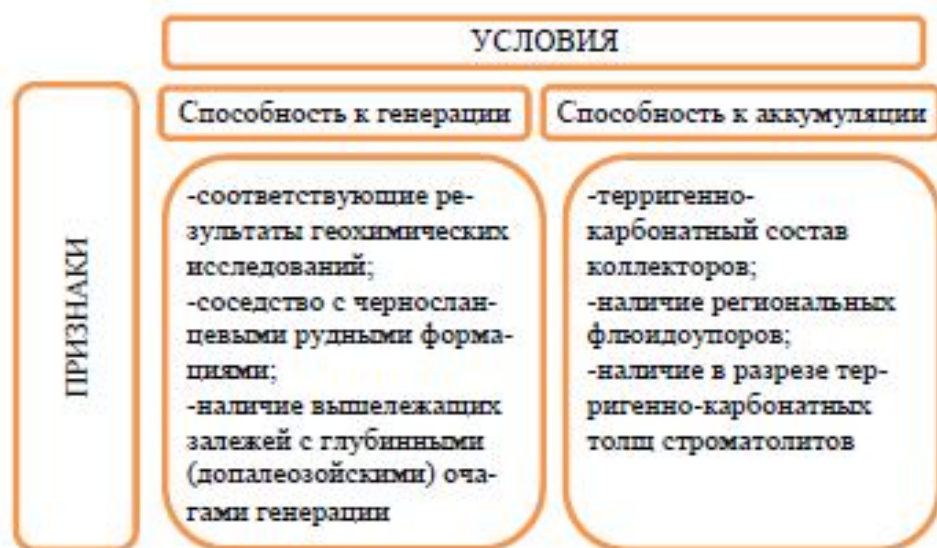 УСЛОВИЯ
ПРИЗНАКИ
Способность к генерации
-соответствующие ре-
зультаты геохимических
исследований;
-соседство с чернослан-
цевыми рудными форма-
циями;
-наличие вышележащих
залежей с глубинными
(допалеозойскими) оча-
гами генерации
Способность к аккумуляции
-терригенно-
карбонатный состав
коллекторов;
-наличие региональных
флюидоупоров;
-наличие в разрезе тер-
ригенно-карбонатных
толщ строматолитов